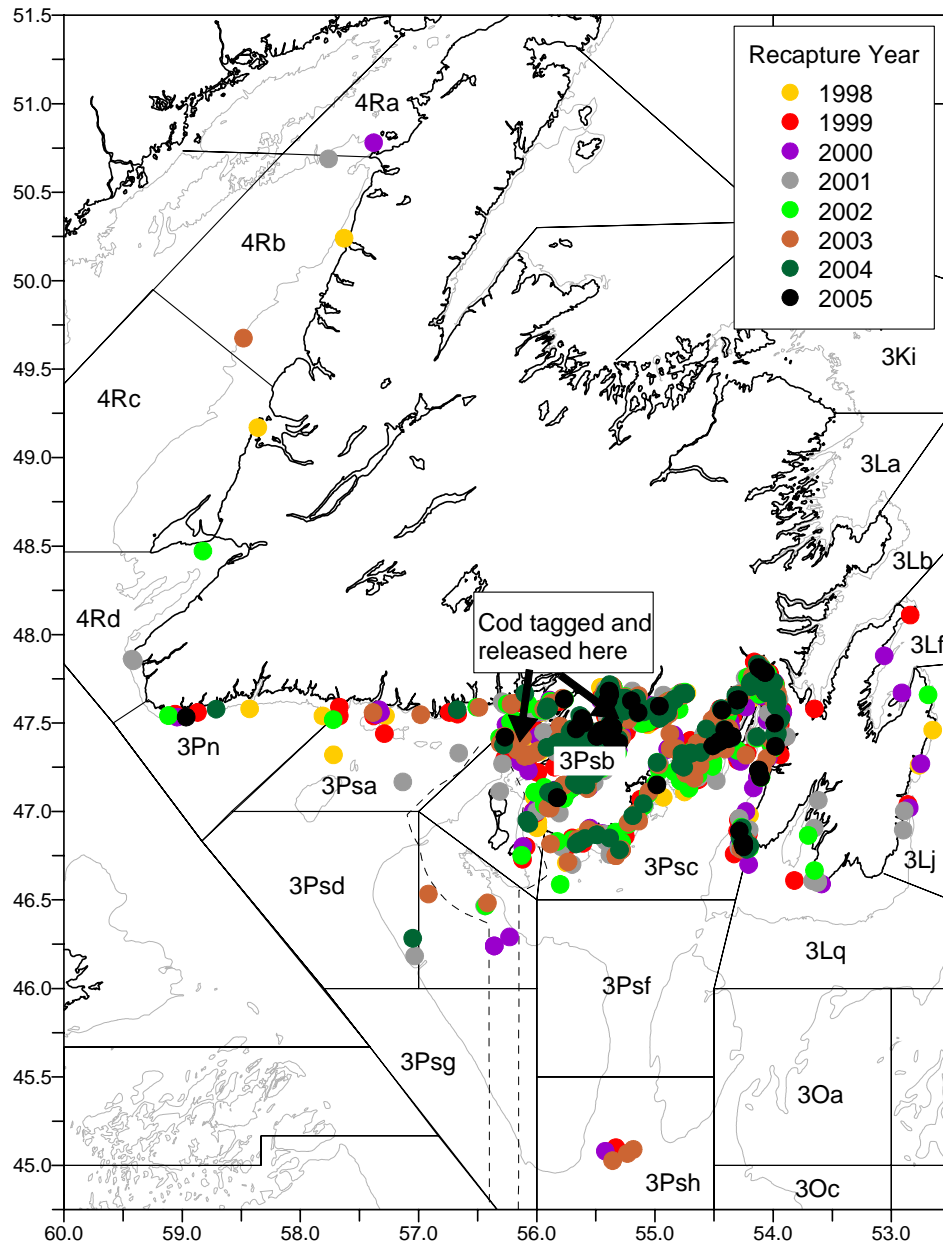 51.5
51.0
50.5
50.0
49.5
49.0
48.5
48.0
47.5
47.0
46.5
46.0
45.5
45.0
60.0
59.0
58.0
57.0
56.0
55.0
54.0
53.0
Recapture Year
1998
1999
2000
2001
2002
2003
2004
2005
4Ra
4Rb
3Ki
4Rc
3La
3Lb
4Rd
Cod tagged and
released here
3Lf
3Pn
3Psb
3Psa
3Psc
3Lj
3Psd
3Lq
3Psf
3Psg
3Oa
3Psh
3Oc